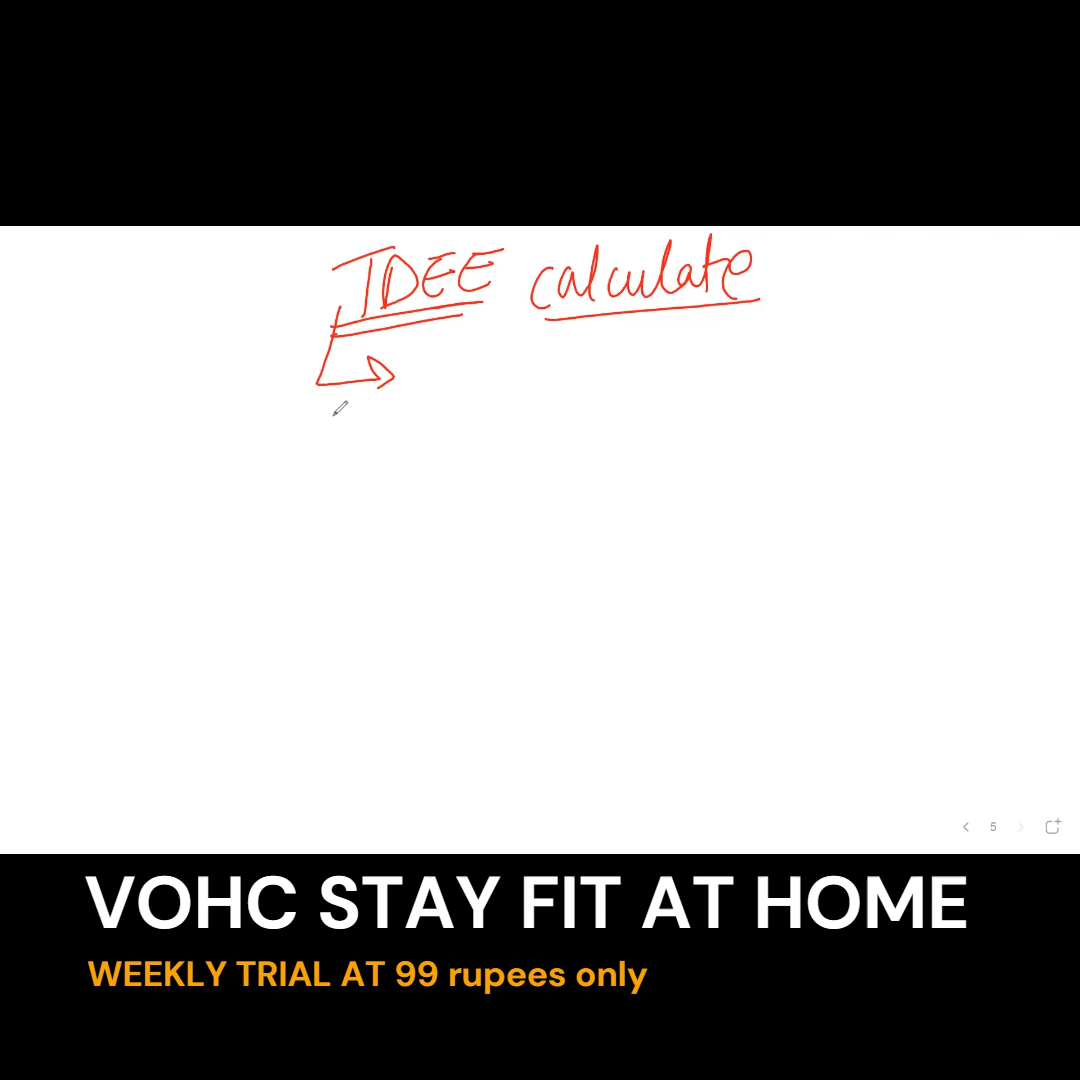 TDEE calculate
5
VOHC STAY FIT AT HOME
WEEKLY TRIAL AT 99 rupees only